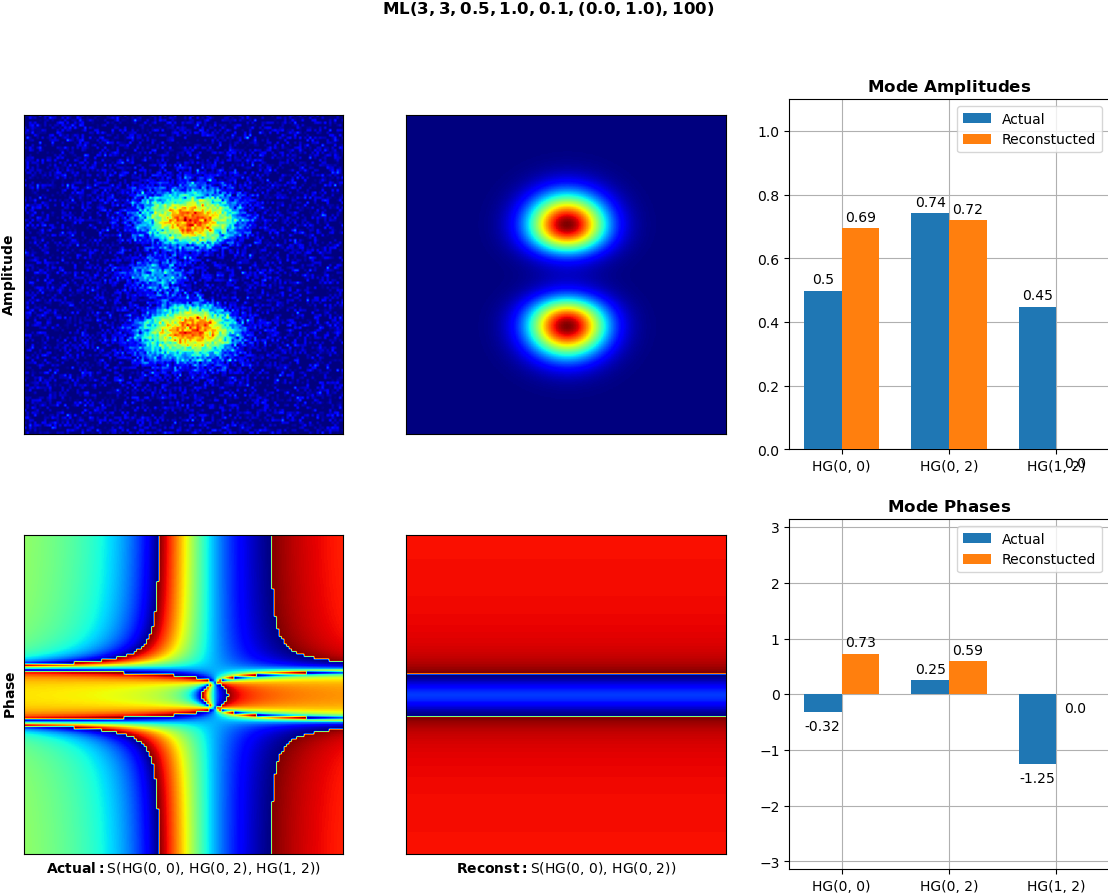 ML(3, 3, 0.5, 1.0, 0.1, (0.0, 1.0), 100)
Amplitude
Mode Amplitudes
Actual
Reconstucted
1.0
0.8
0.6
0.4
0.2
0.0
0.5
0.69
0.74
0.72
0.45
0.0
HG(0, 0)
HG(0, 2)
HG(1, 2)
Phase
Actual: S(HG(0, 0), HG(0, 2), HG(1, 2))
Reconst: S(HG(0, 0), HG(0, 2))
Mode Phases
Actual
Reconstucted
3
2
1
0
−1
−2
−3
-0.32
0.73
0.25
0.59
-1.25
0.0
HG(0, 0)
HG(0, 2)
HG(1, 2)